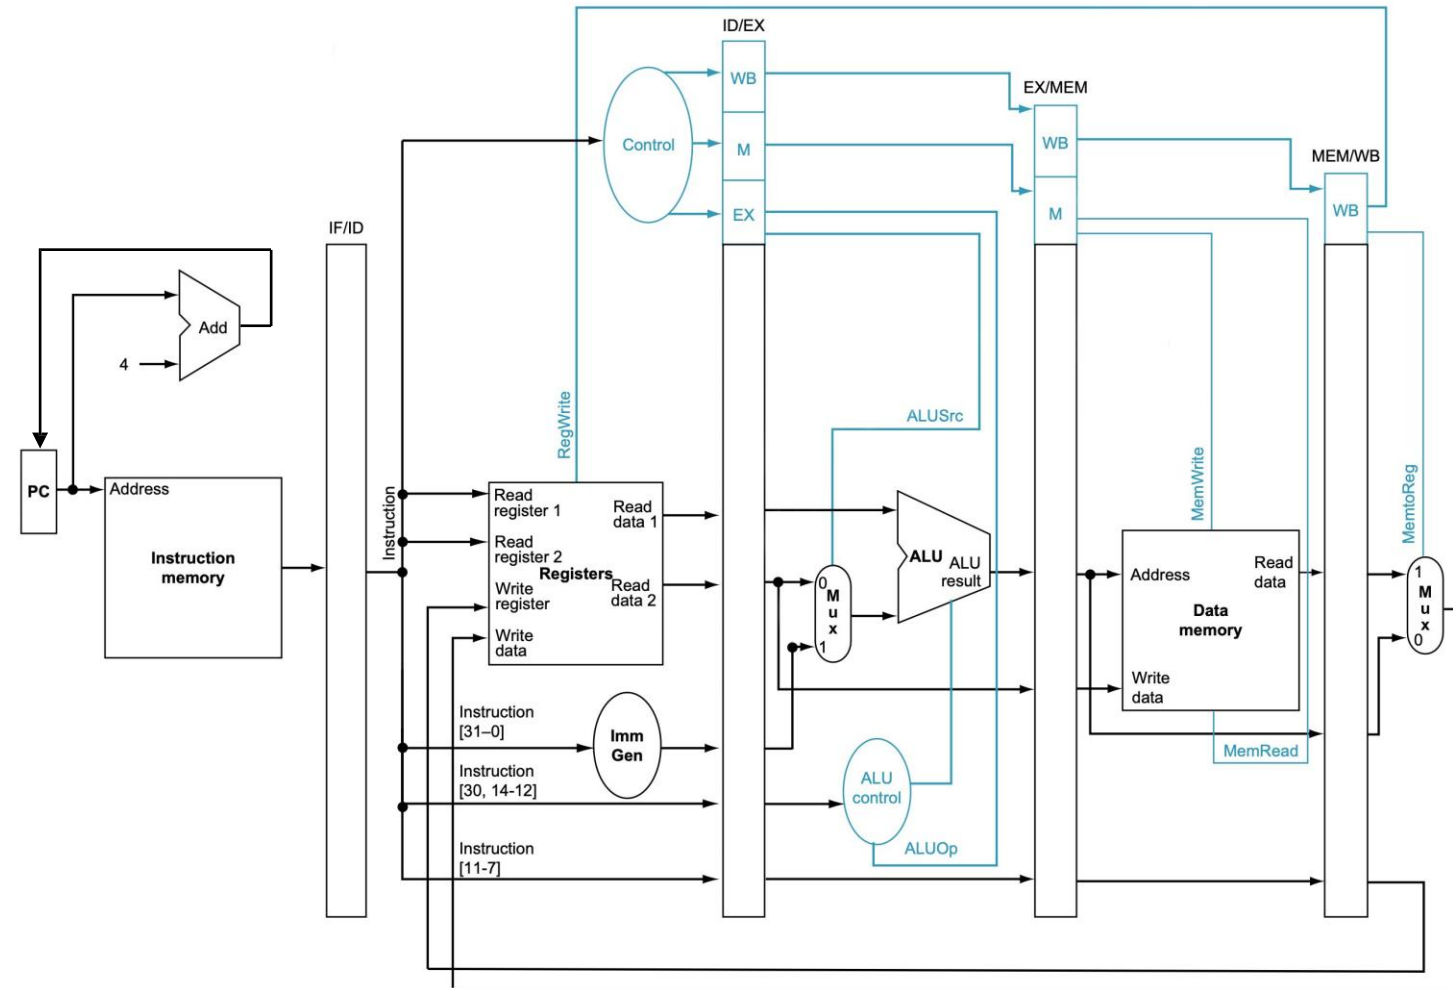 ID/EX
WB
EX/MEM
Control
M
WB
MEM/WB
EX
M
WB
IF/ID
Add
4
RegWrite
ALUSrc
MemWrite
MemtoReg
PC
Address
Instruction
memory
Instruction
Read
register 1
Read
data 1
Read
register 2
Registers
Write
register
Read
data 2
Write
data
0
M
u
x
1
ALU
ALU
result
Address
Read
data
Data
memory
Write
data
1
M
u
x
0
Instruction
[31–0]
Imm
Gen
MemRead
Instruction
[30, 14-12]
ALU
control
Instruction
[11-7]
ALUOp